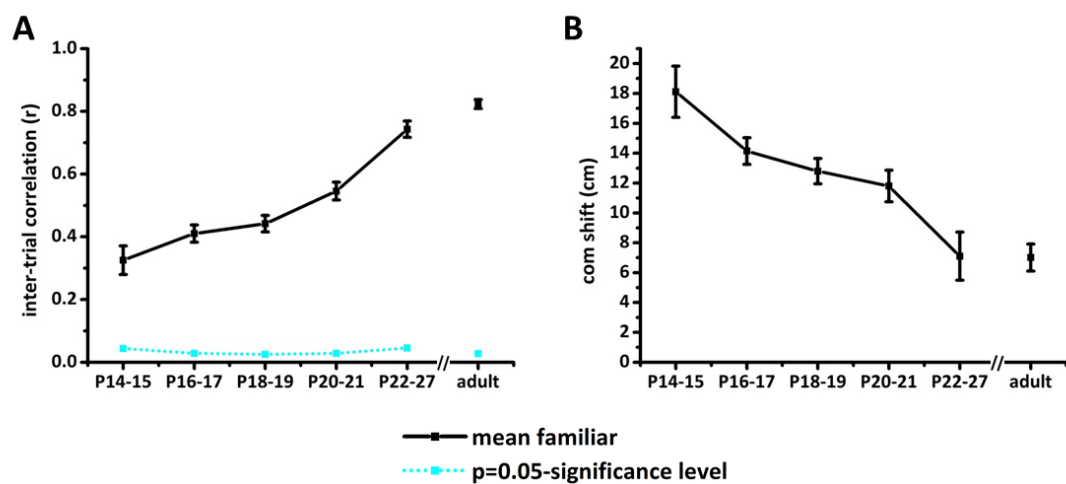 A
1.0
0.8
0.6
0.4
0.2
0.0
inter-trial correlation (r)
P14-15 P16-17 P18-19 P20-21 P22-27 // adult
B
20
18
16
14
12
10
8
6
4
2
0
com shift (cm)
P14-15 P16-17 P18-19 P20-21 P22-27 // adult
mean familiar
p=0.05-significance level